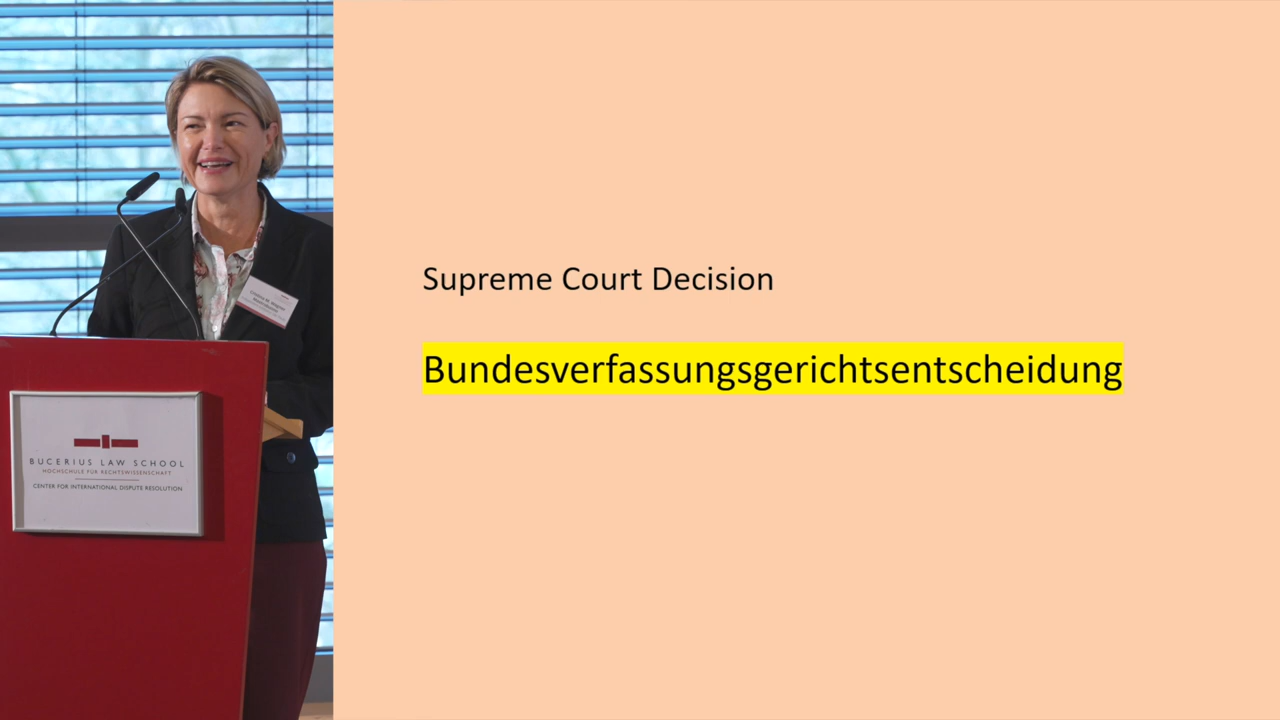 Supreme Court Decision
Bundesverfassungsgerichtsentscheidung
BUCERIUS LAW SCHOOL
HOCHSCHULE FÜR RECHTSWISSENSCHAFT
CENTER FOR INTERNATIONAL DISPUTE RESOLUTION